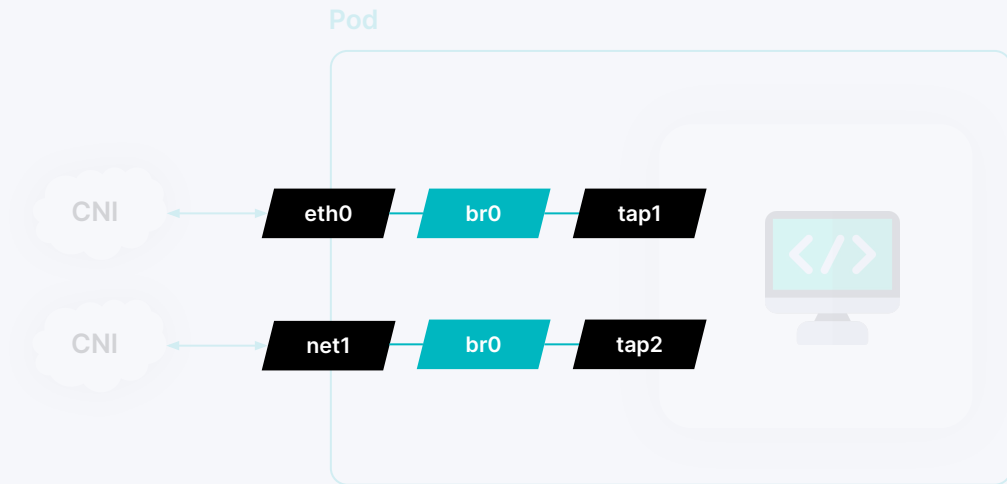 Pod
CNI
eth0
br0
tap1
</>
CNI
net1
br0
tap2